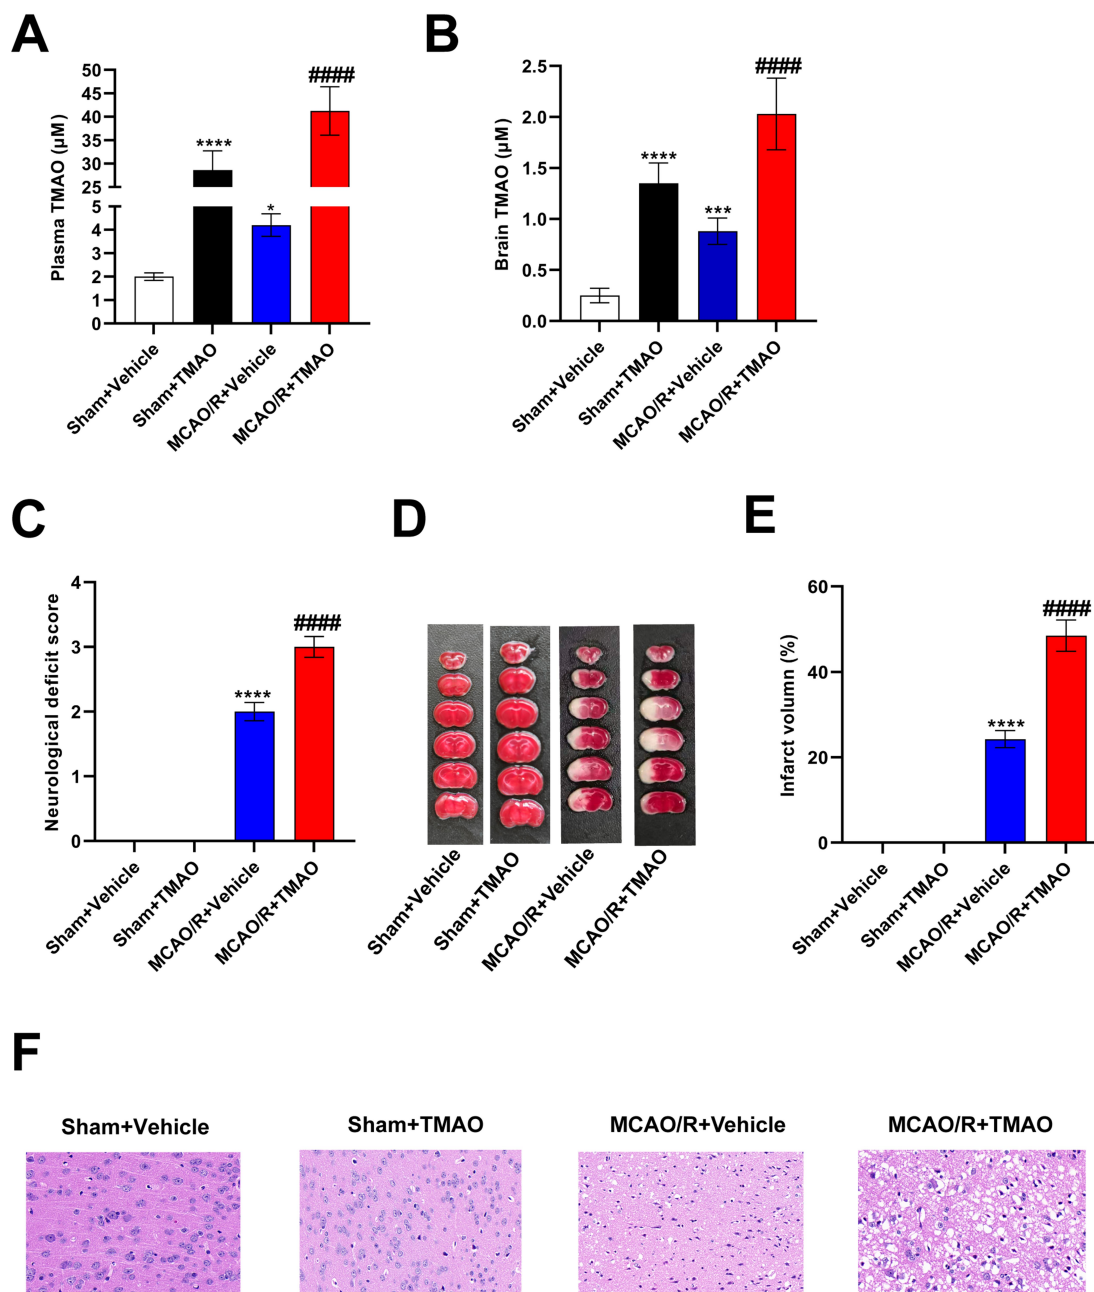 A
Plasma TMAO (µM)
50
45
40
35
30
25
5
4
3
2
1
0
****
*
####
Sham+Vehicle
Sham+TMAO
MCAO/R+Vehicle
MCAO/R+TMAO
B
Brain TMAO (µM)
2.5
2.0
1.5
1.0
0.5
0.0
****
***
####
Sham+Vehicle
Sham+TMAO
MCAO/R+Vehicle
MCAO/R+TMAO
C
Neurological deficit score
4
3
2
1
0
****
####
Sham+Vehicle
Sham+TMAO
MCAO/R+Vehicle
MCAO/R+TMAO
D
Sham+Vehicle
Sham+TMAO
MCAO/R+Vehicle
MCAO/R+TMAO
E
Infarct volumn (%)
60
40
20
0
****
####
Sham+Vehicle
Sham+TMAO
MCAO/R+Vehicle
MCAO/R+TMAO
F
Sham+Vehicle
Sham+TMAO
MCAO/R+Vehicle
MCAO/R+TMAO